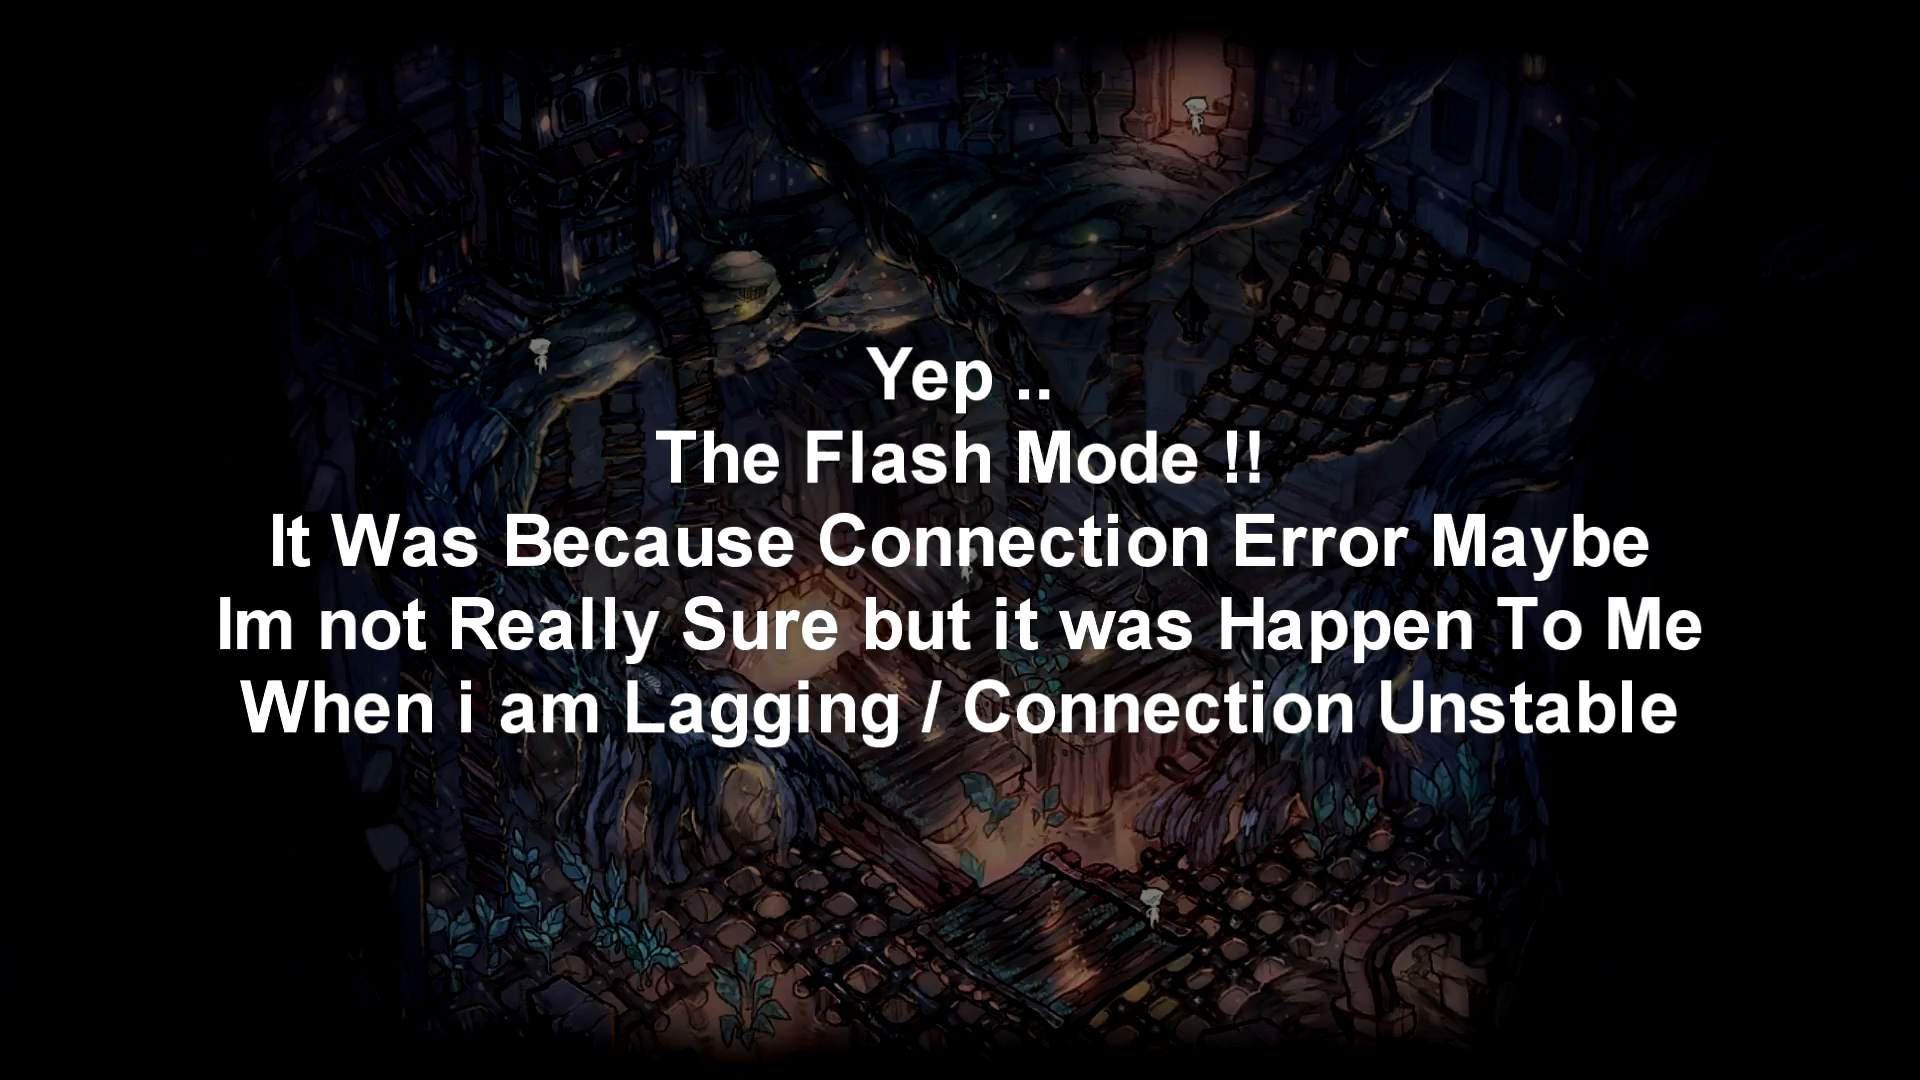 Yep ..
The Flash Mode !!
It Was Because Connection Error Maybe
Im not Really Sure but it was Happen To Me
When i am Lagging / Connection Unstable